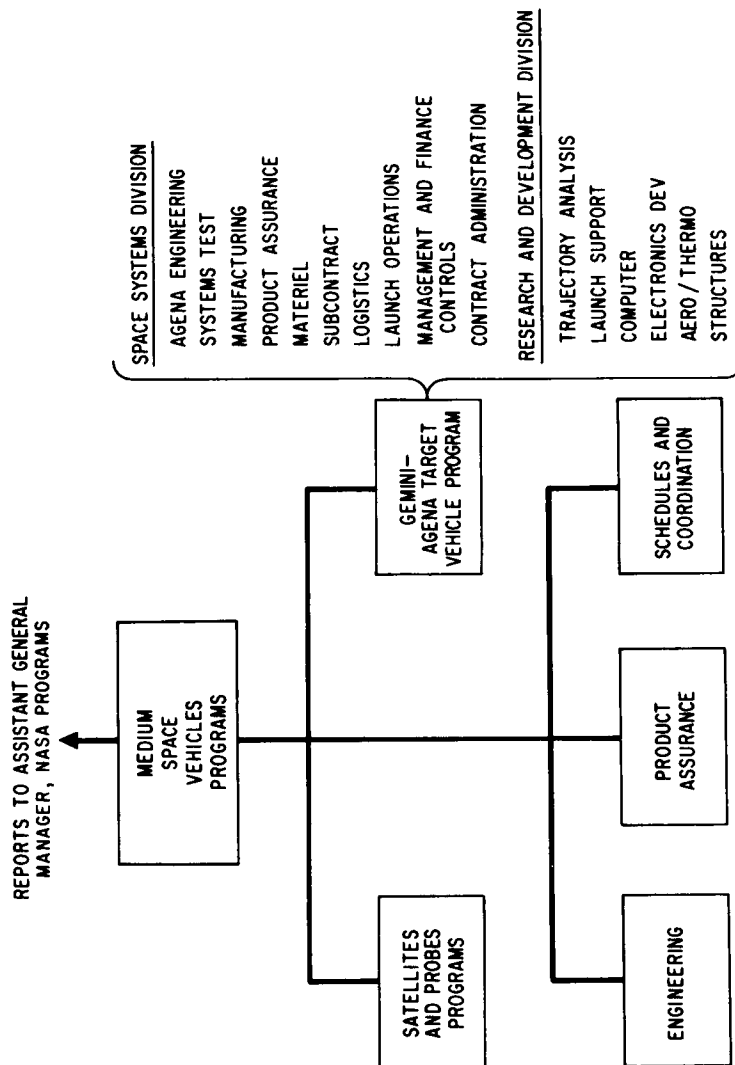 REPORTS TO ASSISTANT GENERAL
MANAGER, NASA PROGRAMS
MEDIUM
SPACE
VEHICLES
PROGRAMS
SATELLITES
AND PROBES
PROGRAMS
GEMINI-
AGENA TARGET
VEHICLE PROGRAM
ENGINEERING
PRODUCT
ASSURANCE
SCHEDULES AND
COORDINATION
SPACE SYSTEMS DIVISION
AGENA ENGINEERING
SYSTEMS TEST
MANUFACTURING
PRODUCT ASSURANCE
MATERIEL
SUBCONTRACT
LOGISTICS
LAUNCH OPERATIONS
MANAGEMENT AND FINANCE
CONTROLS
CONTRACT ADMINISTRATION
RESEARCH AND DEVELOPMENT DIVISION
TRAJECTORY ANALYSIS
LAUNCH SUPPORT
COMPUTER
ELECTRONICS DEV
AERO/THERMO
STRUCTURES